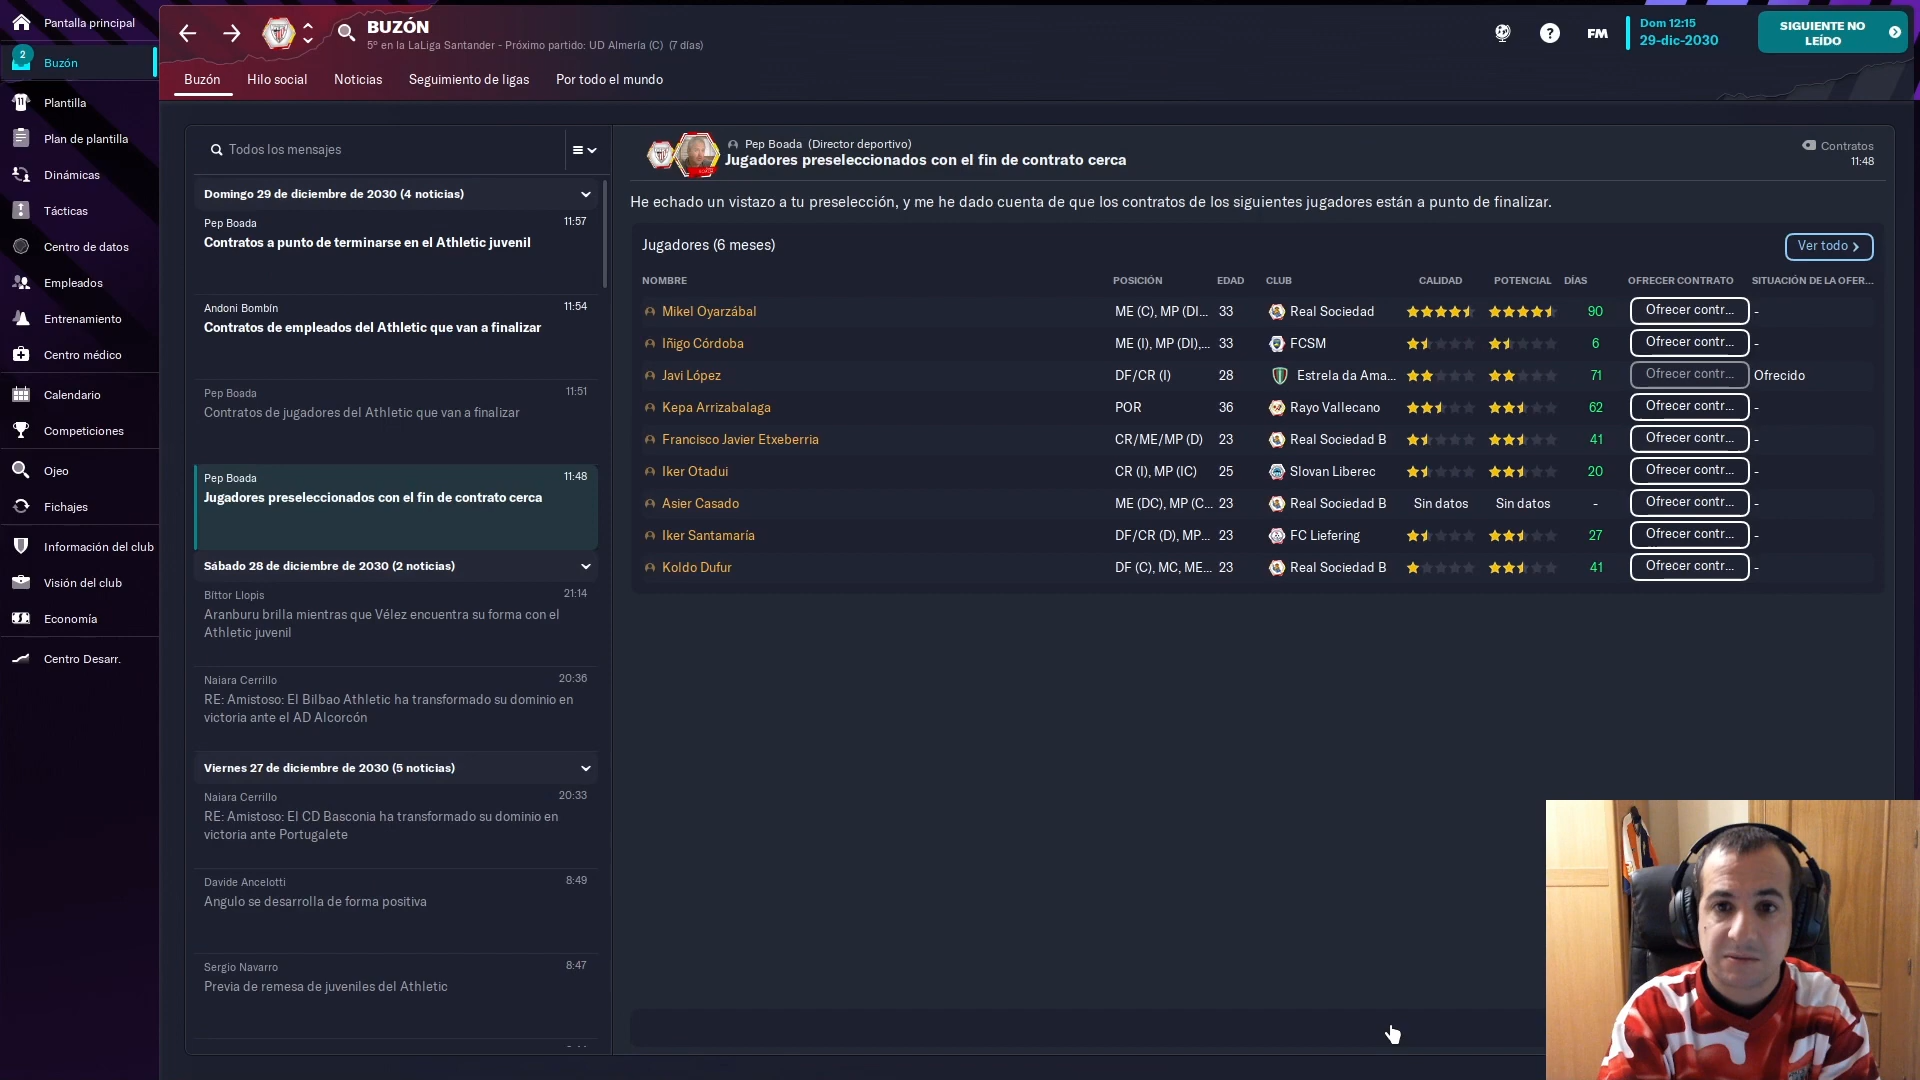 Pantalla principal
2
Buzón
Plantilla
Plan de plantilla
Dinámicas
Tácticas
Centro de datos
Empleados
Entrenamiento
Centro médico
Calendario
Competiciones
Ojeo
Fichajes
Información del club
Visión del club
Economía
Centro Desarr.
BUZÓN
5º en la LaLiga Santander - Próximo partido: UD Almería (C) (7 días)
FM
Dom 12:15
29-dic-2030
SIGUIENTE NO LEÍDO
Buzón
Hilo social
Noticias
Seguimiento de ligas
Por todo el mundo
Todos los mensajes
Domingo 29 de diciembre de 2030 (4 noticias)
Pep Boada 11:57
Contratos a punto de terminarse en el Athletic juvenil
Andoni Bombín 11:54
Contratos de empleados del Athletic que van a finalizar
Pep Boada 11:51
Contratos de jugadores del Athletic que van a finalizar
Pep Boada 11:48
Jugadores preseleccionados con el fin de contrato cerca
Sábado 28 de diciembre de 2030 (2 noticias)
Bittor Llopis 21:14
Aranburu brilla mientras que Vélez encuentra su forma con el
Athletic juvenil
Naiara Cerrillo 20:36
RE: Amistoso: El Bilbao Athletic ha transformado su dominio en
victoria ante el AD Alcorcón
Viernes 27 de diciembre de 2030 (5 noticias)
Naiara Cerrillo 20:33
RE: Amistoso: El CD Basconia ha transformado su dominio en
victoria ante Portugalete
Davide Ancelotti 8:49
Angulo se desarrolla de forma positiva
Sergio Navarro 8:47
Previa de remesa de juveniles del Athletic
Pep Boada (Director deportivo)
Jugadores preseleccionados con el fin de contrato cerca
Contratos
11:48
He echado un vistazo a tu preselección, y me he dado cuenta de que los contratos de los siguientes jugadores están a punto de finalizar.
Jugadores (6 meses)
Ver todo
NOMBRE POSICIÓN EDAD CLUB CALIDAD POTENCIAL DÍAS OFRECER CONTRATO SITUACIÓN DE LA OFER...
Mikel Oyarzábal ME (C), MP (DI... 33 Real Sociedad 90 Ofrecer contr... -
Iñigo Córdoba ME (I), MP (DI),... 33 FCSM 6 Ofrecer contr... -
Javi López DF/CR (I) 28 Estrela da Ama... 71 Ofrecer contr... Ofrecido
Kepa Arrizabalaga POR 36 Rayo Vallecano 62 Ofrecer contr... -
Francisco Javier Etxeberria CR/ME/MP (D) 23 Real Sociedad B 41 Ofrecer contr... -
Iker Otadui CR (I), MP (IC) 25 Slovan Liberec 20 Ofrecer contr... -
Asier Casado ME (DC), MP (C... 23 Real Sociedad B Sin datos Sin datos - Ofrecer contr... -
Iker Santamaría DF/CR (D), MP... 23 FC Liefering 27 Ofrecer contr... -
Koldo Dufur DF (C), MC, ME... 23 Real Sociedad B 41 Ofrecer contr... -